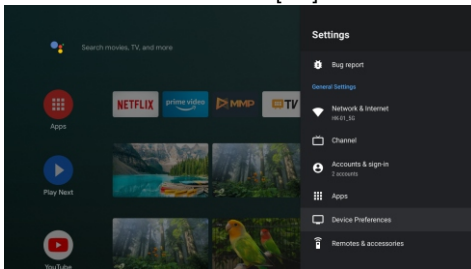 Settings
Search movies, TV, and more
Bug report
General Settings
NETFLIX
prime video
MMP
TV
Network & Internet
HK-01_5G
Apps
Channel
Accounts & sign-in
2 accounts
Play Next
Apps
Device Preferences
Remotes & accessories
YouTube